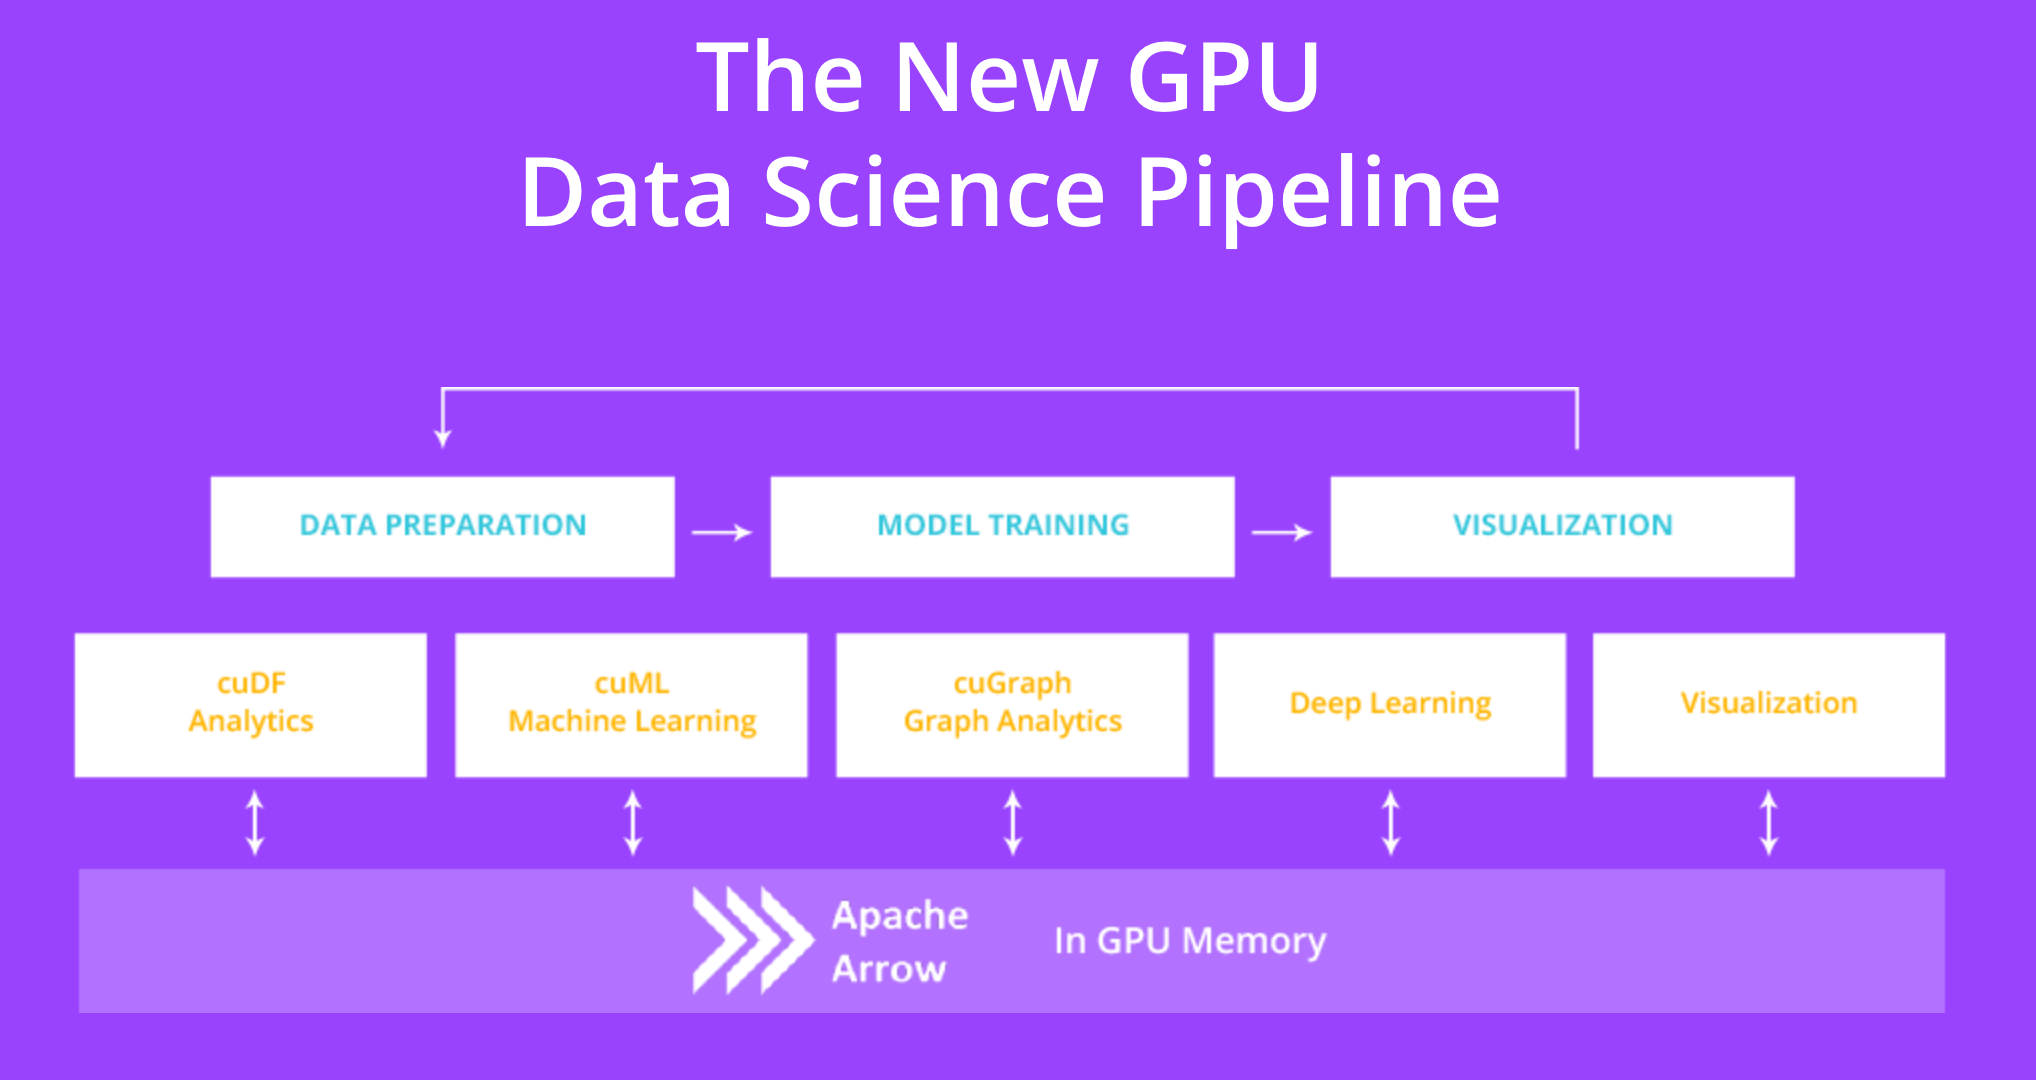 The New GPU
Data Science Pipeline
DATA PREPARATION
MODEL TRAINING
VISUALIZATION
cuDF
Analytics
cuML
Machine Learning
cuGraph
Graph Analytics
Deep Learning
Visualization
Apache
Arrow
In GPU Memory